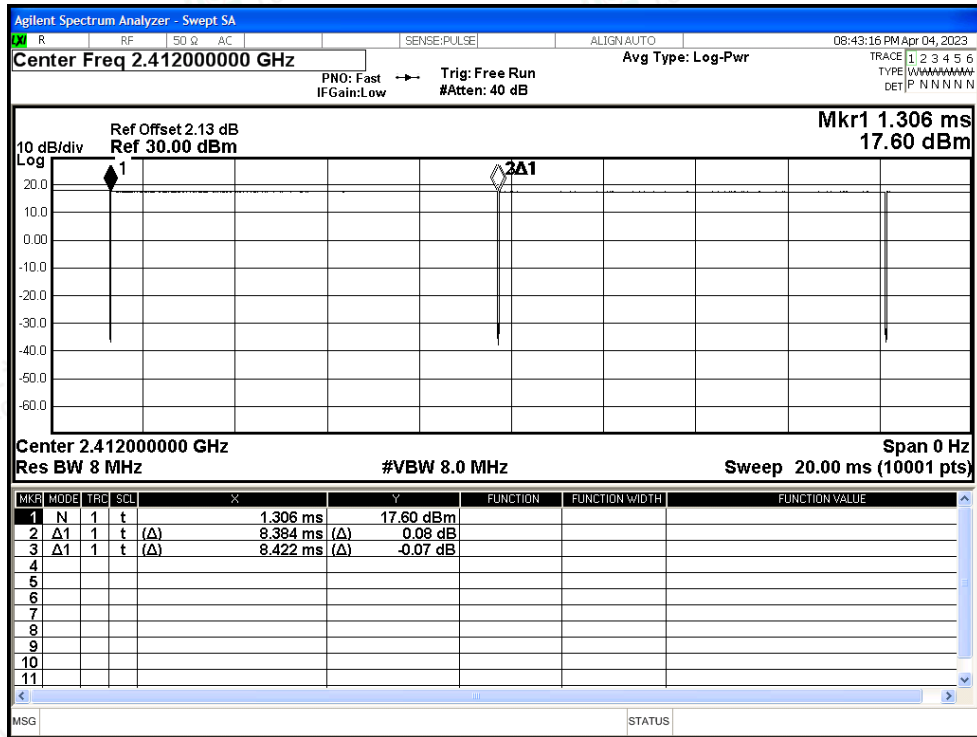 Agilent Spectrum Analyzer - Swept SA
LXI R RF 50 Ω AC SENSE:PULSE ALIGN AUTO 08:43:16 PM Apr 04, 2023
Center Freq 2.412000000 GHz Avg Type: Log-Pwr TRACE 1 2 3 4 5 6
PNO: Fast Trig: Free Run TYPE WWWWWW
IFGain:Low #Atten: 40 dB DET P N N N N N
Mkr1 1.306 ms
Ref Offset 2.13 dB
10 dB/div Ref 30.00 dBm 17.60 dBm
Log
1 2Δ1
20.0
10.0
0.00
-10.0
-20.0
-30.0
-40.0
-50.0
-60.0
Center 2.412000000 GHz Span 0 Hz
Res BW 8 MHz #VBW 8.0 MHz Sweep 20.00 ms (10001 pts)
MKR MODE TRC SCL X Y FUNCTION FUNCTION WIDTH FUNCTION VALUE
1 N 1 t 1.306 ms 17.60 dBm
2 Δ1 1 t (Δ) 8.384 ms (Δ) 0.08 dB
3 Δ1 1 t (Δ) 8.422 ms (Δ) -0.07 dB
4
5
6
7
8
9
10
11
MSG STATUS